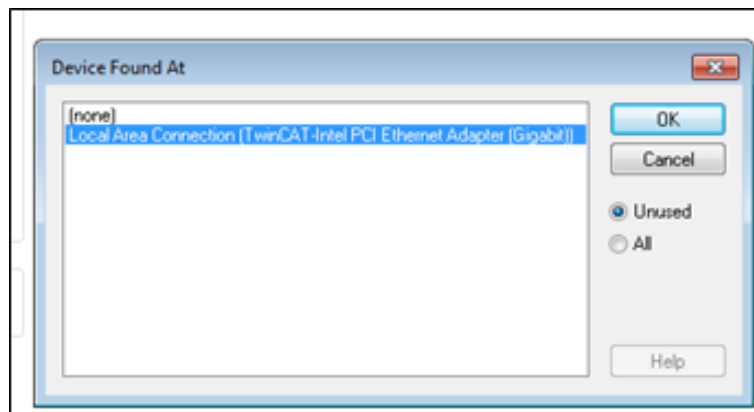 Device Found At
(none)
Local Area Connection (TwinCAT-Intel PCI Ethernet Adapter (Gigabit))
OK
Cancel
Unused
All
Help